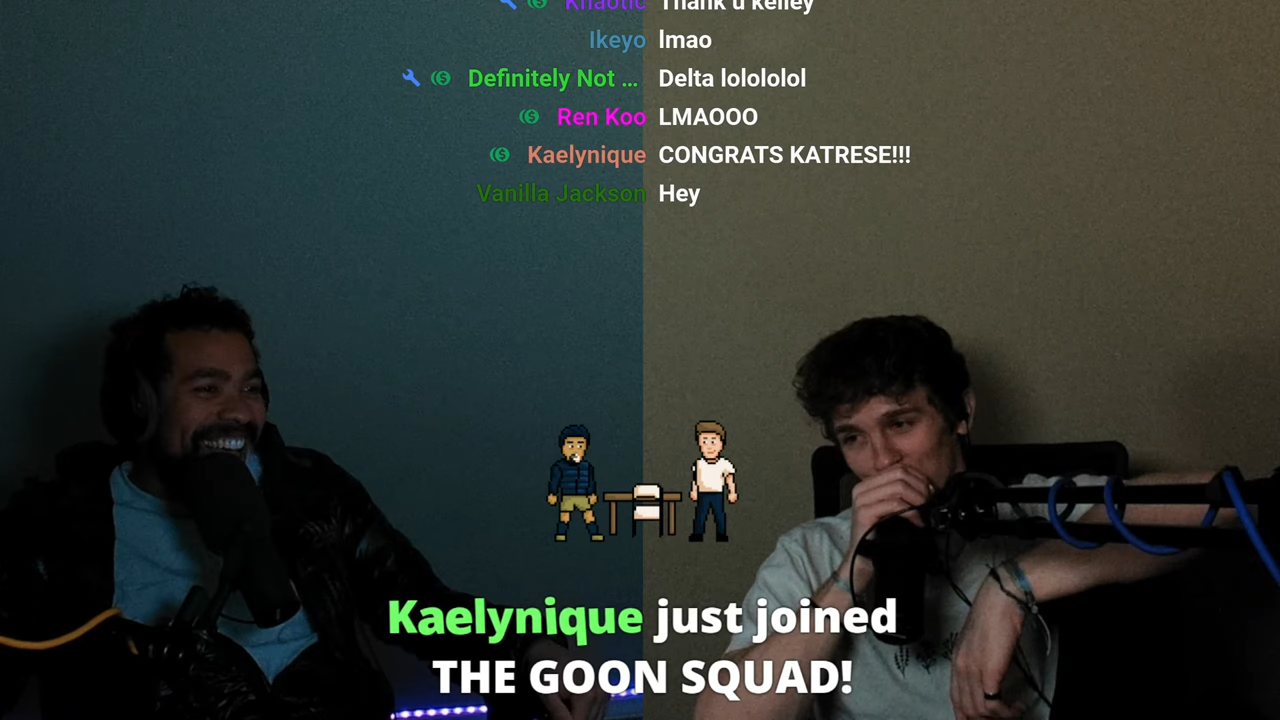 Khaotic Thank u kelley
Ikeyo lmao
Definitely Not ... Delta lolololol
Ren Koo LMAOOO
Kaelynique CONGRATS KATRESE!!!
Vanilla Jackson Hey
Kaelynique just joined
THE GOON SQUAD!